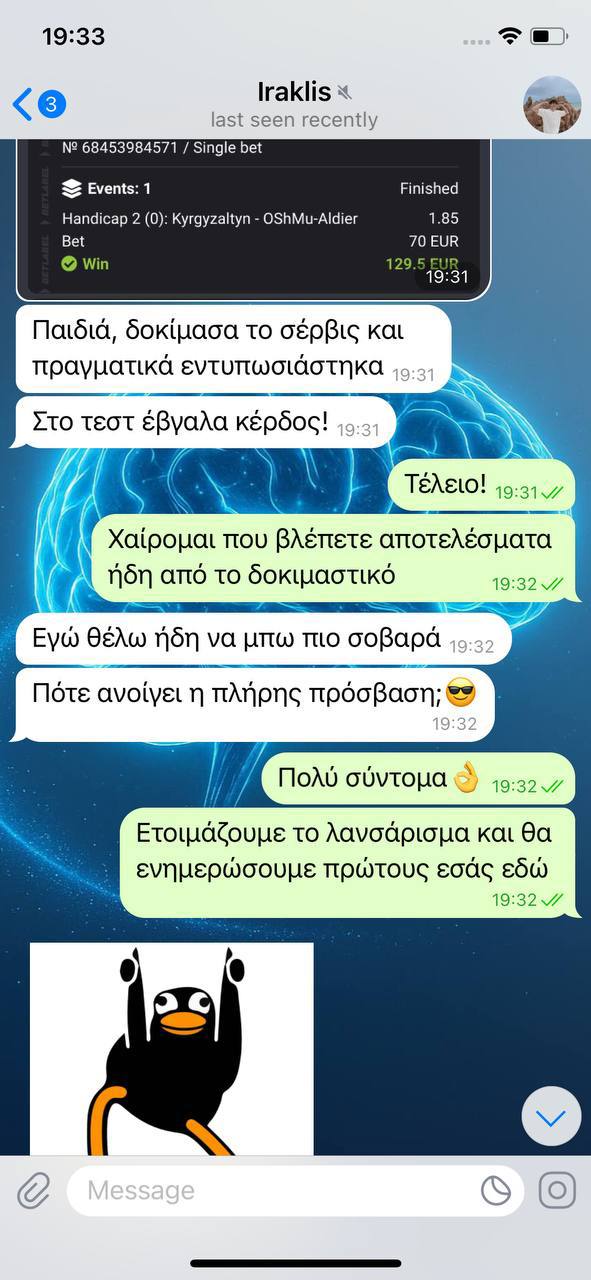 19:33
3
Iraklis
last seen recently
№ 68453984571 / Single bet
Events: 1 Finished
Handicap 2 (0): Kyrgyzaltyn - OShMu-Aldier 1.85
Bet 70 EUR
Win 129.5 EUR
19:31
BETLABEL
Παιδιά, δοκίμασα το σέρβις και
πραγματικά εντυπωσιάστηκα 19:31
Στο τεστ έβγαλα κέρδος! 19:31
Τέλειο! 19:31
Χαίρομαι που βλέπετε αποτελέσματα
ήδη από το δοκιμαστικό 19:32
Εγώ θέλω ήδη να μπω πιο σοβαρά 19:32
Πότε ανοίγει η πλήρης πρόσβαση;😎
19:32
Πολύ σύντομα👌 19:32
Ετοιμάζουμε το λανσάρισμα και θα
ενημερώσουμε πρώτους εσάς εδώ
19:32
Message